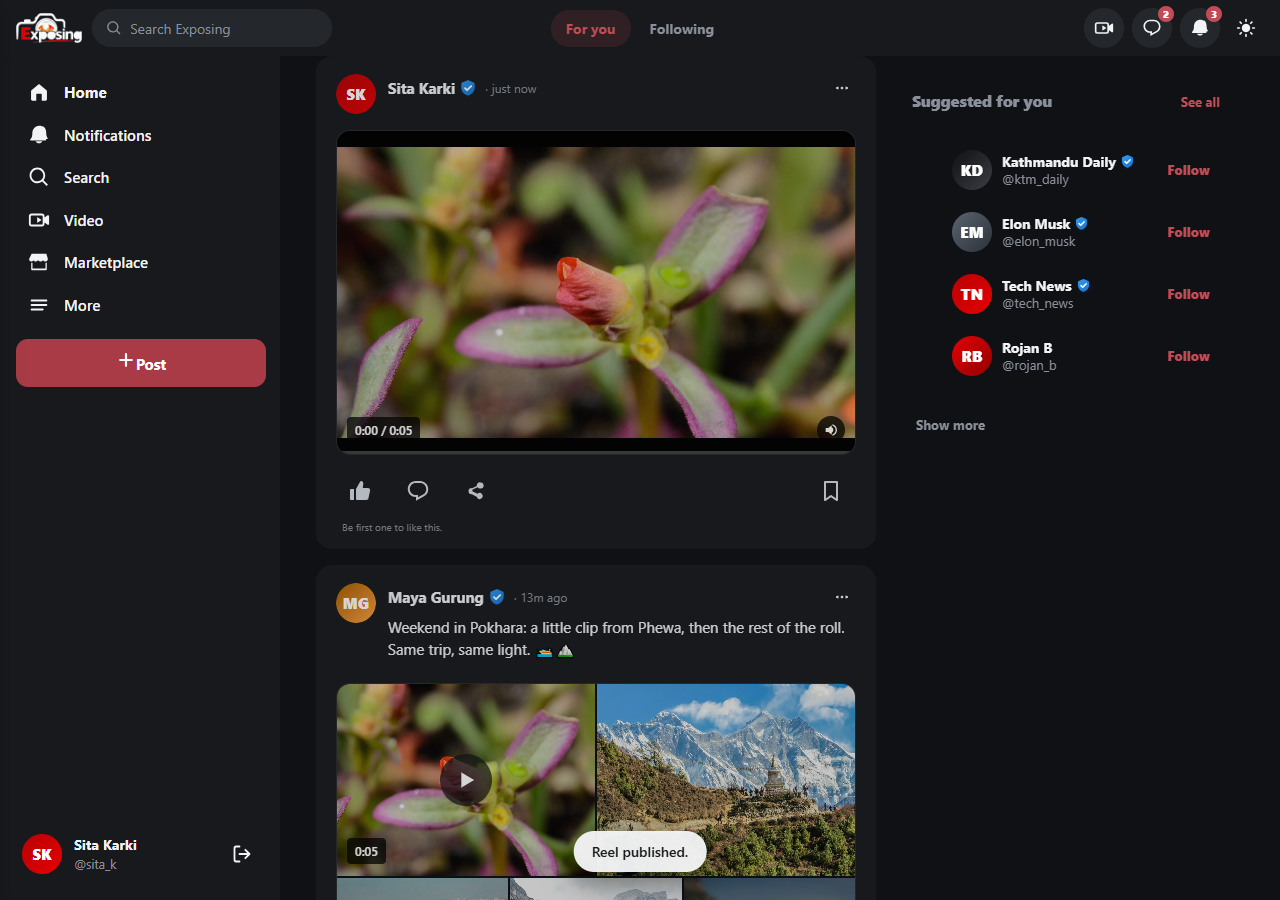 Exposing
Search Exposing
For you
Following
2
3
Home
Notifications
Search
Video
Marketplace
More
+ Post
SK
Sita Karki
@sita_k
SK
Sita Karki · just now
0:00 / 0:05
Be first one to like this.
MG
Maya Gurung · 13m ago
Weekend in Pokhara: a little clip from Phewa, then the rest of the roll.
Same trip, same light.
0:05
Reel published.
Suggested for you
See all
KD
Kathmandu Daily
@ktm_daily
Follow
EM
Elon Musk
@elon_musk
Follow
TN
Tech News
@tech_news
Follow
RB
Rojan B
@rojan_b
Follow
Show more